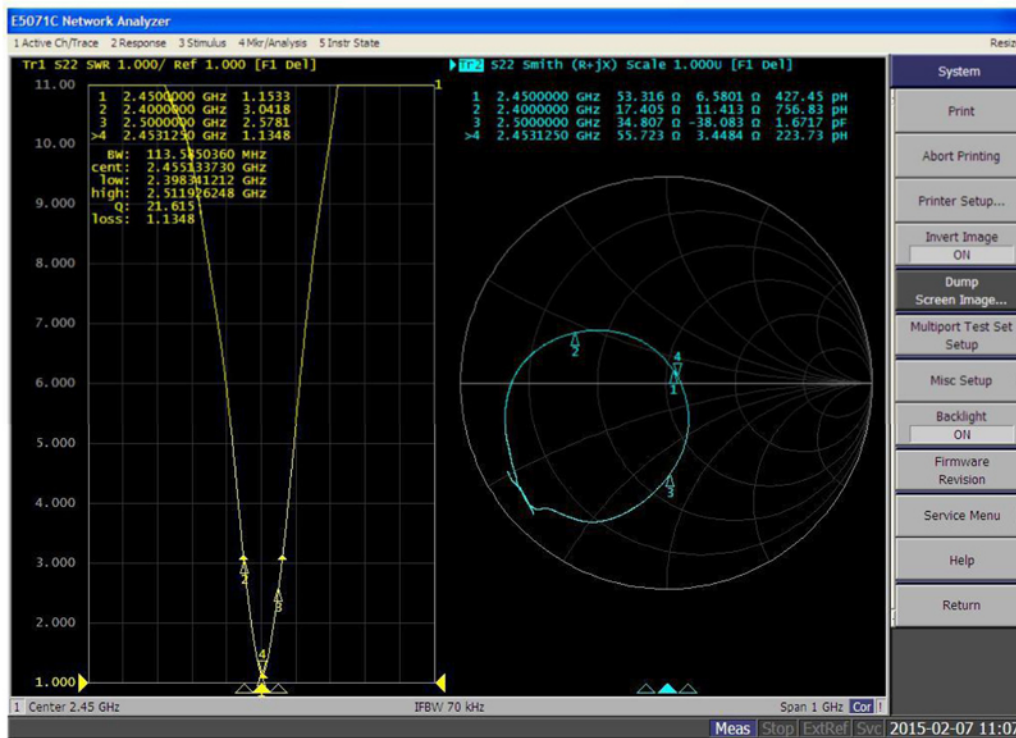 E5071C Network Analyzer
1 Active Ch/Trace 2 Response 3 Stimulus 4 Mkr/Analysis 5 Instr State
Tr1 S22 SWR 1.000/ Ref 1.000 [F1 Del]
11.00
1 2.4500000 GHz 1.1533
2 2.4000000 GHz 3.0418
3 2.5000000 GHz 2.5781
>4 2.4531250 GHz 1.1348
BW: 113.5850360 MHz
cent: 2.455133730 GHz
low: 2.398341212 GHz
high: 2.511926248 GHz
Q: 21.615
loss: 1.1348
10.00
9.000
8.000
7.000
6.000
5.000
4.000
3.000
2.000
1.000
1
2
3
4
Tr2 S22 Smith (R+jX) Scale 1.000U [F1 Del]
1 2.4500000 GHz 53.316 Ω 6.5801 Ω 427.45 pH
2 2.4000000 GHz 17.405 Ω 11.413 Ω 756.83 pH
3 2.5000000 GHz 34.807 Ω -38.083 Ω 1.6717 pF
>4 2.4531250 GHz 55.723 Ω 3.4484 Ω 223.73 pH
2
4
1
3
Resiz
System
Print
Abort Printing
Printer Setup...
Invert Image
ON
Dump
Screen Image...
Multiport Test Set
Setup
Misc Setup
Backlight
ON
Firmware
Revision
Service Menu
Help
Return
1 Center 2.45 GHz
IFBW 70 kHz
Span 1 GHz Cor !
Meas Stop ExtRef Svc 2015-02-07 11:07